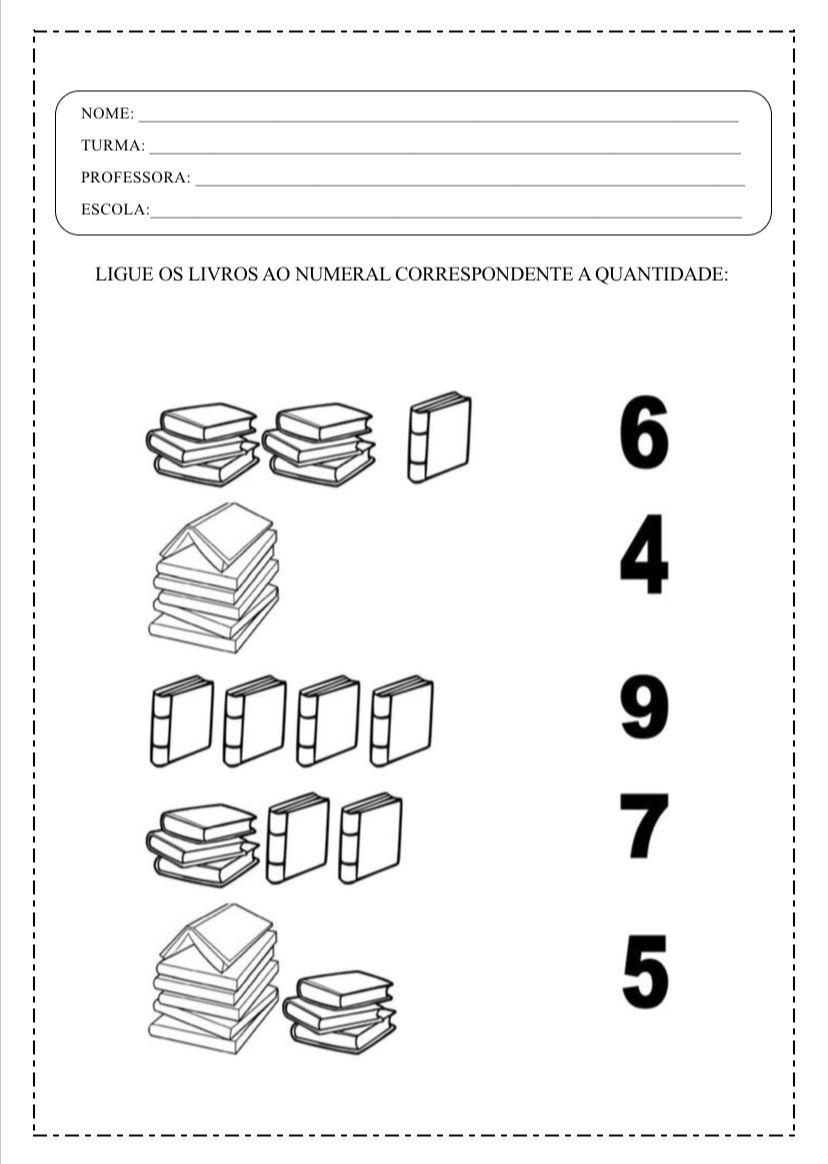 NOME:
TURMA:
PROFESSORA:
ESCOLA:
LIGUE OS LIVROS AO NUMERAL CORRESPONDENTE A QUANTIDADE:
6
4
9
7
5